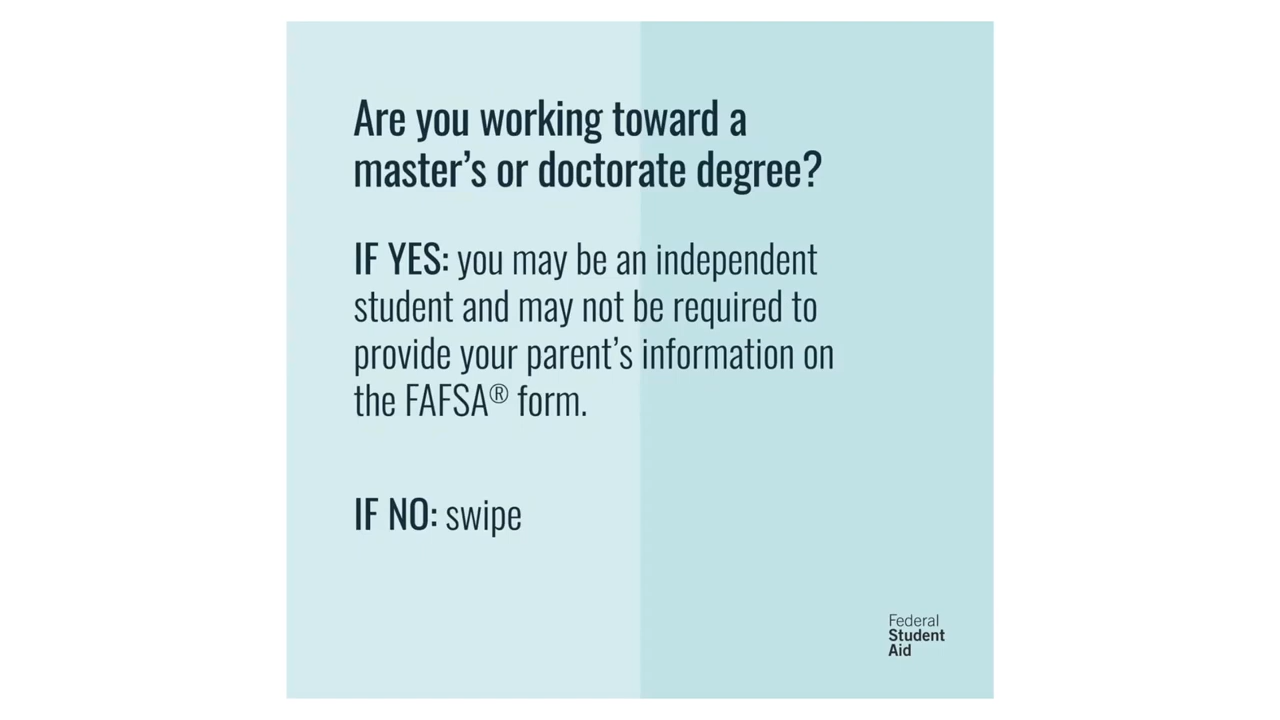 Are you working toward a
master’s or doctorate degree?
IF YES: you may be an independent
student and may not be required to
provide your parent’s information on
the FAFSA® form.
IF NO: swipe
Federal
Student
Aid